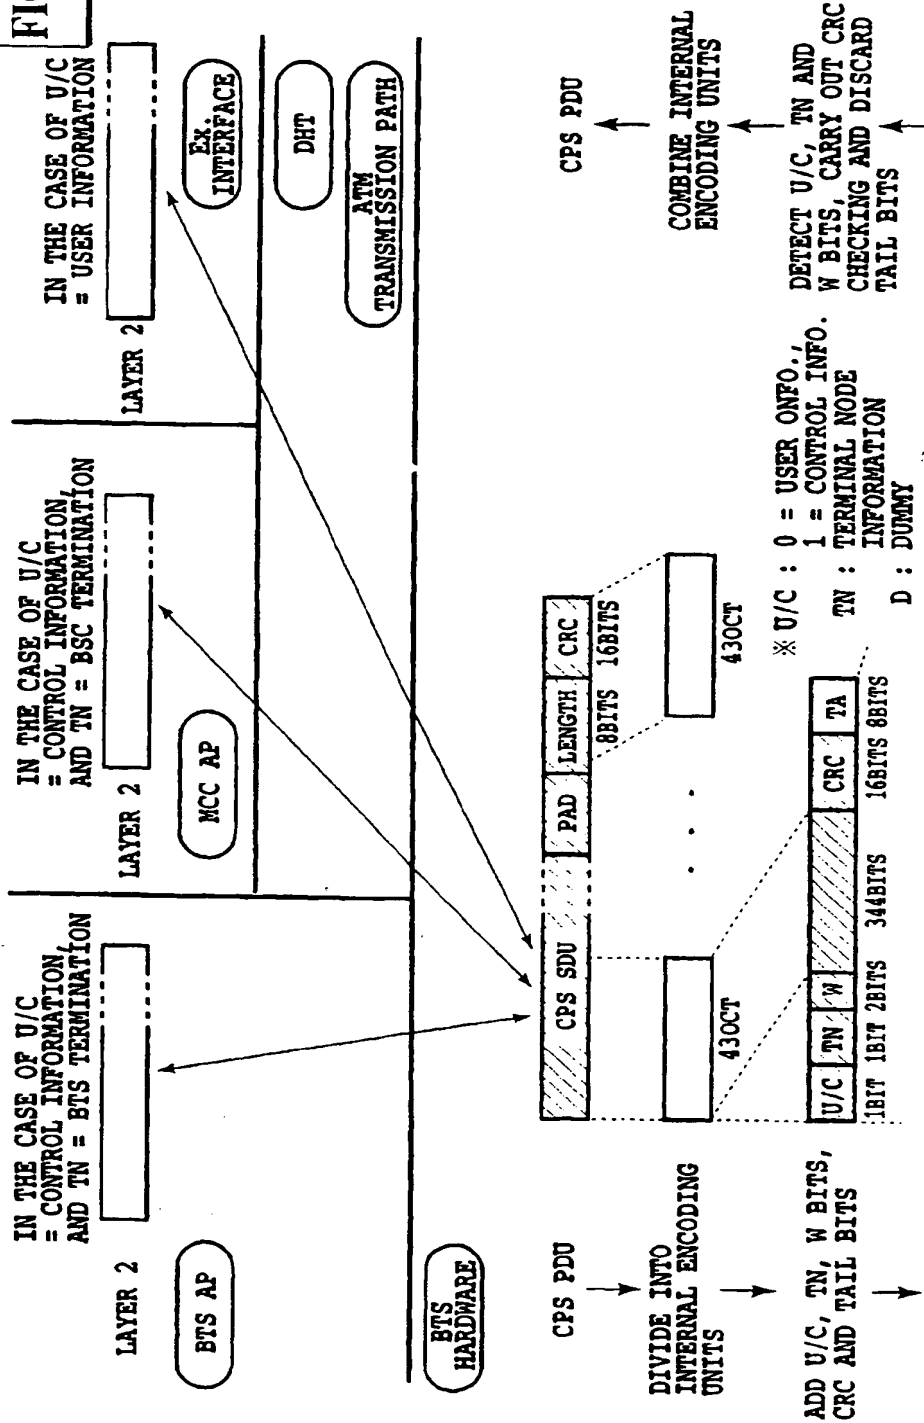 FIG
IN THE CASE OF U/C
= CONTROL INFORMATION,
AND TN = BTS TERMINATION
LAYER 2
BTS AP
IN THE CASE OF U/C
= CONTROL INFORMATION,
AND TN = BSC TERMINATION
LAYER 2
MCC AP
IN THE CASE OF U/C
= USER INFORMATION
LAYER 2
Ex.
INTERFACE
DHT
ATM
TRANSMISSION PATH
BTS
HARDWARE
CPS PDU
CPS SDU
PAD
LENGTH
CRC
8BITS
16BITS
CPS PDU
DIVIDE INTO
INTERNAL ENCODING
UNITS
43OCT
. . .
43OCT
COMBINE INTERNAL
ENCODING UNITS
ADD U/C, TN, W BITS,
CRC AND TAIL BITS
U/C
TN
W
CRC
TA
1BIT 1BIT 2BITS
344BITS
16BITS 8BITS
※ U/C : 0 = USER ONFO.,
1 = CONTROL INFO.
TN : TERMINAL NODE
INFORMATION
D : DUMMY
DETECT U/C, TN AND
W BITS, CARRY OUT CRC
CHECKING AND DISCARD
TAIL BITS